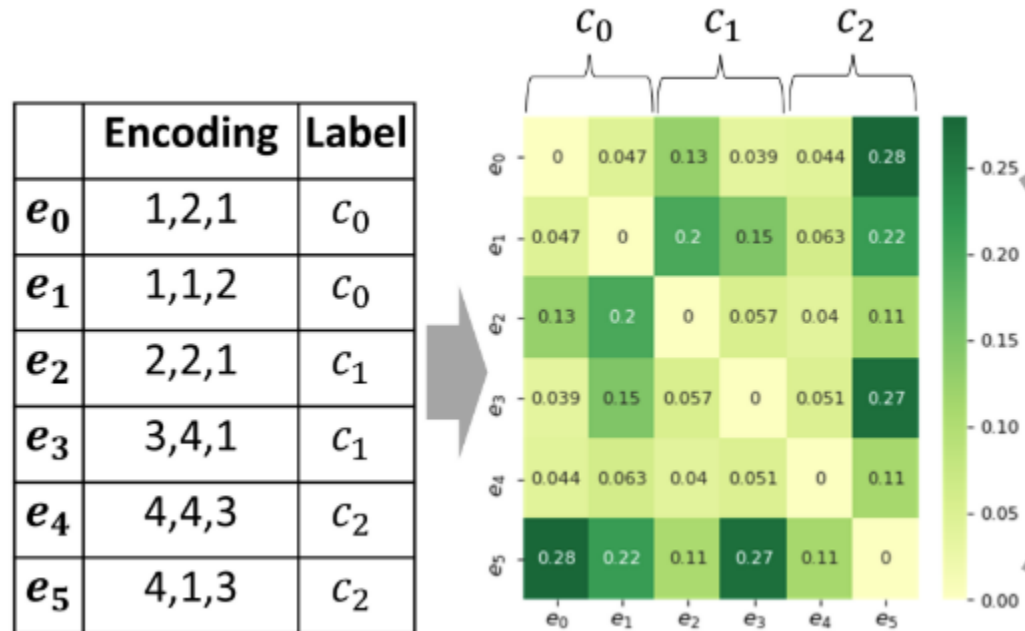 Encoding Label
e0 1,2,1 c0
e1 1,1,2 c0
e2 2,2,1 c1
e3 3,4,1 c1
e4 4,4,3 c2
e5 4,1,3 c2
c0 c1 c2
e0 0 0.047 0.13 0.039 0.044 0.28
e1 0.047 0 0.2 0.15 0.063 0.22
e2 0.13 0.2 0 0.057 0.04 0.11
e3 0.039 0.15 0.057 0 0.051 0.27
e4 0.044 0.063 0.04 0.051 0 0.11
e5 0.28 0.22 0.11 0.27 0.11 0
e0 e1 e2 e3 e4 e5
0.25
0.20
0.15
0.10
0.05
0.00